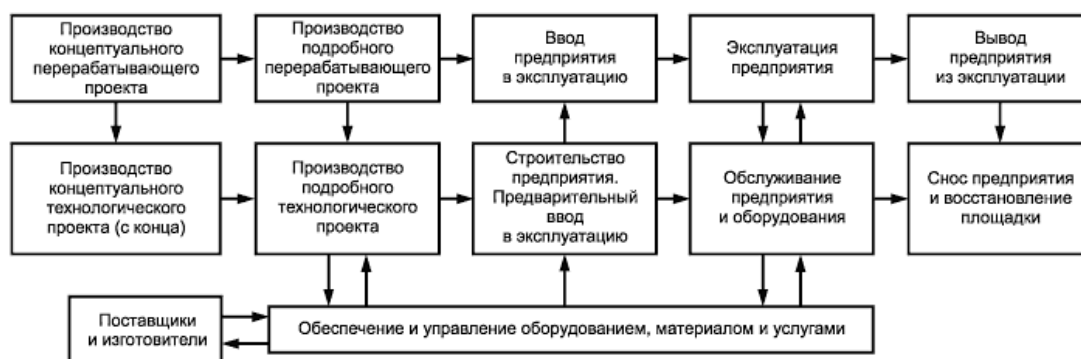 Производство
концептуального
перерабатывающего
проекта
Производство
подробного
перерабатывающего
проекта
Ввод
предприятия
в эксплуатацию
Эксплуатация
предприятия
Вывод
предприятия
из эксплуатации
Производство
концептуального
технологического
проекта (с конца)
Производство
подробного
технологического
проекта
Строительство
предприятия.
Предварительный
ввод
в эксплуатацию
Обслуживание
предприятия
и оборудования
Снос предприятия
и восстановление
площадки
Поставщики
и изготовители
Обеспечение и управление оборудованием, материалом и услугами